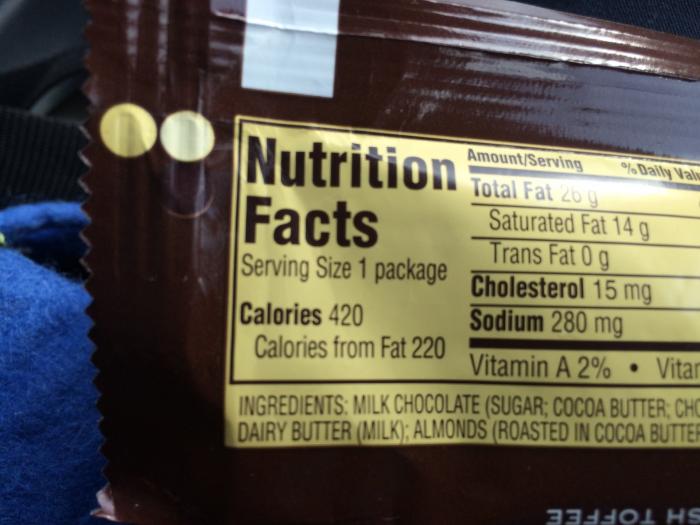 Nutrition
Facts
Serving Size 1 package
Calories 420
Calories from Fat 220
Amount/Serving %Daily
Total Fat 26 g
Saturated Fat 14 g
Trans Fat 0 g
Cholesterol 15 mg
Sodium 280 mg
Vitamin A 2% •
INGREDIENTS: MILK CHOCOLATE (SUGAR; COCOA BUTTER;
DAIRY BUTTER (MILK); ALMONDS (ROASTED IN COCOA BUTTER
TOFFEE